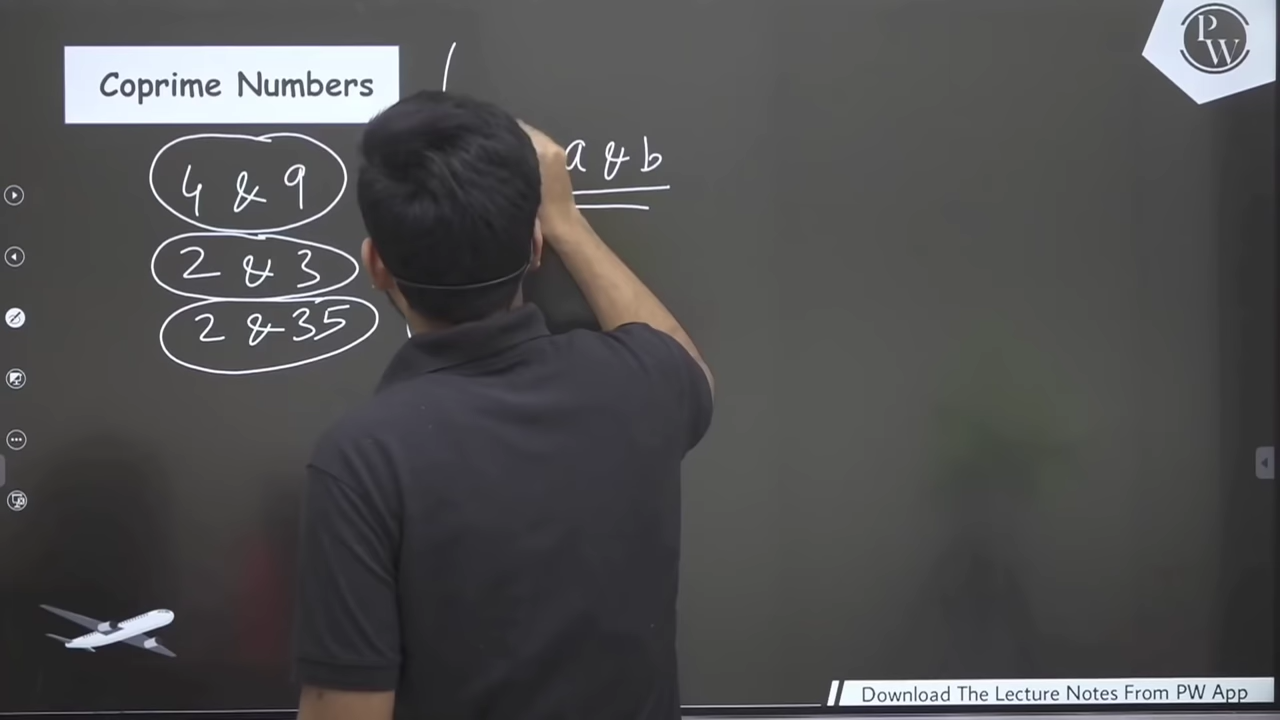 PW
Coprime Numbers
a & b
4 & 9
2 & 3
2 & 35
Download The Lecture Notes From PW App